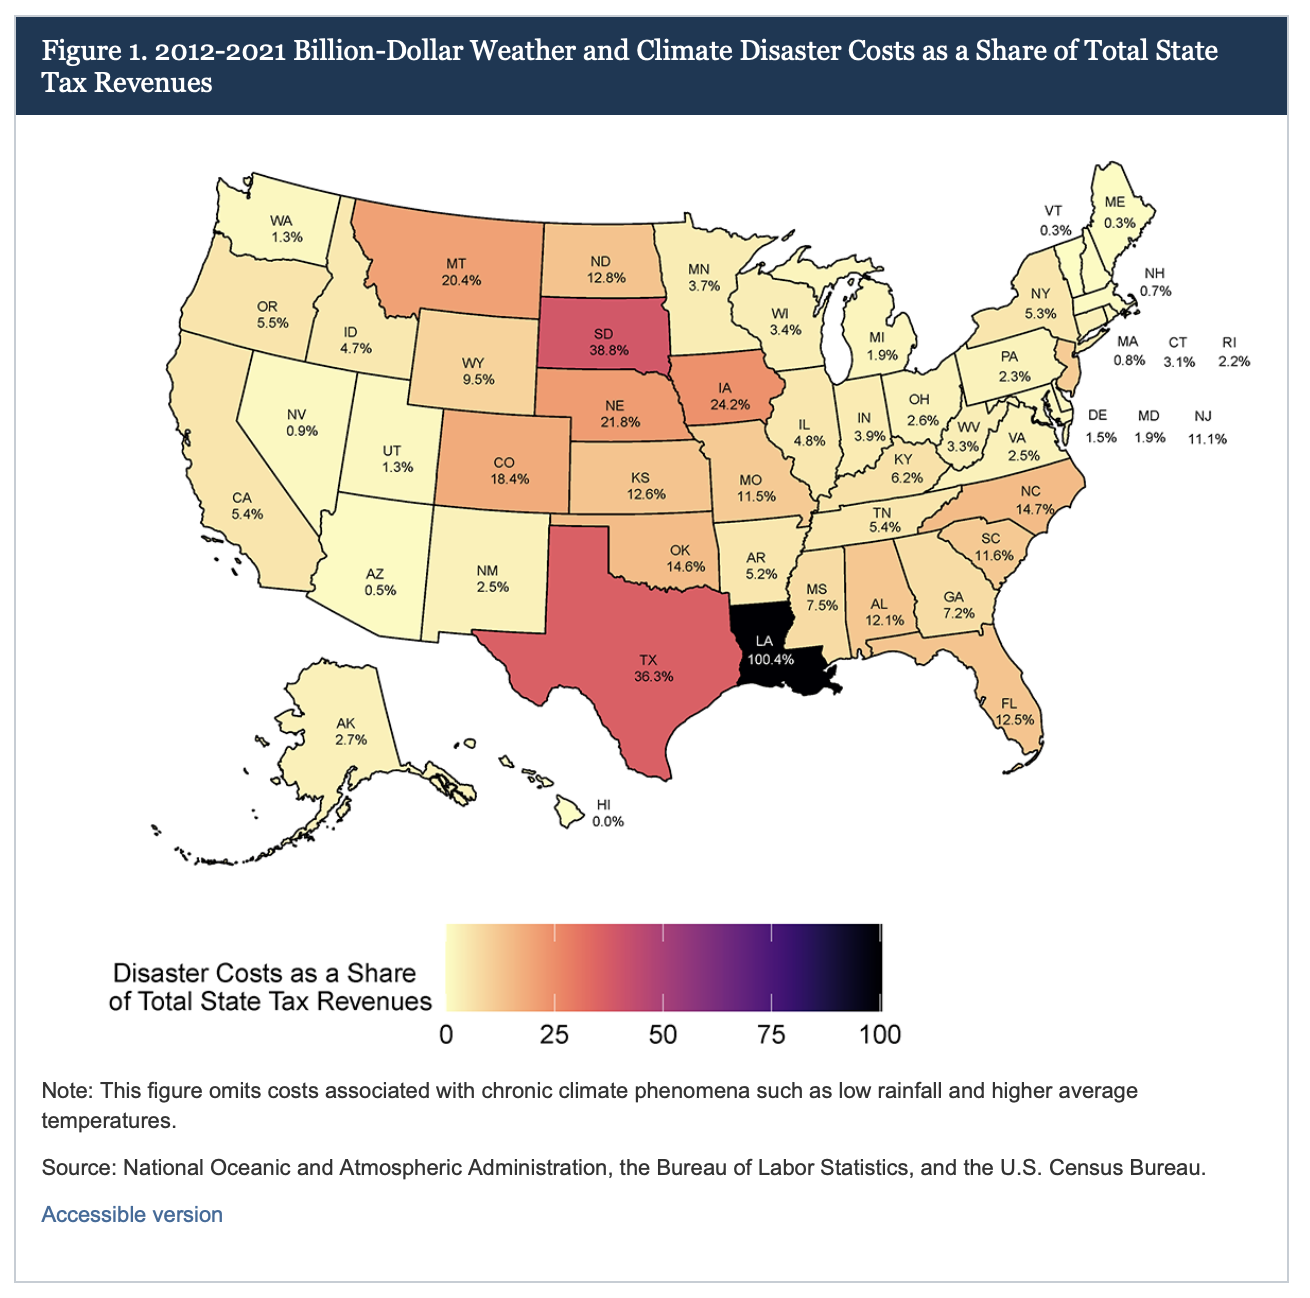 Figure 1. 2012-2021 Billion-Dollar Weather and Climate Disaster Costs as a Share of Total State
Tax Revenues
WA
1.3%
OR
5.5%
ID
4.7%
MT
20.4%
ND
12.8%
SD
38.8%
MN
3.7%
WI
3.4%
MI
1.9%
VT
0.3%
ME
0.3%
NH
0.7%
NY
5.3%
MA
0.8%
CT
3.1%
RI
2.2%
PA
2.3%
WY
9.5%
NE
21.8%
IA
24.2%
IL
4.8%
IN
3.9%
OH
2.6%
WV
3.3%
VA
2.5%
DE
1.5%
MD
1.9%
NJ
11.1%
NV
0.9%
UT
1.3%
CO
18.4%
KS
12.6%
MO
11.5%
KY
6.2%
CA
5.4%
AZ
0.5%
NM
2.5%
OK
14.6%
AR
5.2%
TN
5.4%
NC
14.7%
SC
11.6%
MS
7.5%
AL
12.1%
GA
7.2%
TX
36.3%
LA
100.4%
FL
12.5%
AK
2.7%
HI
0.0%
Disaster Costs as a Share
of Total State Tax Revenues
0 25 50 75 100
Note: This figure omits costs associated with chronic climate phenomena such as low rainfall and higher average
temperatures.
Source: National Oceanic and Atmospheric Administration, the Bureau of Labor Statistics, and the U.S. Census Bureau.
Accessible version